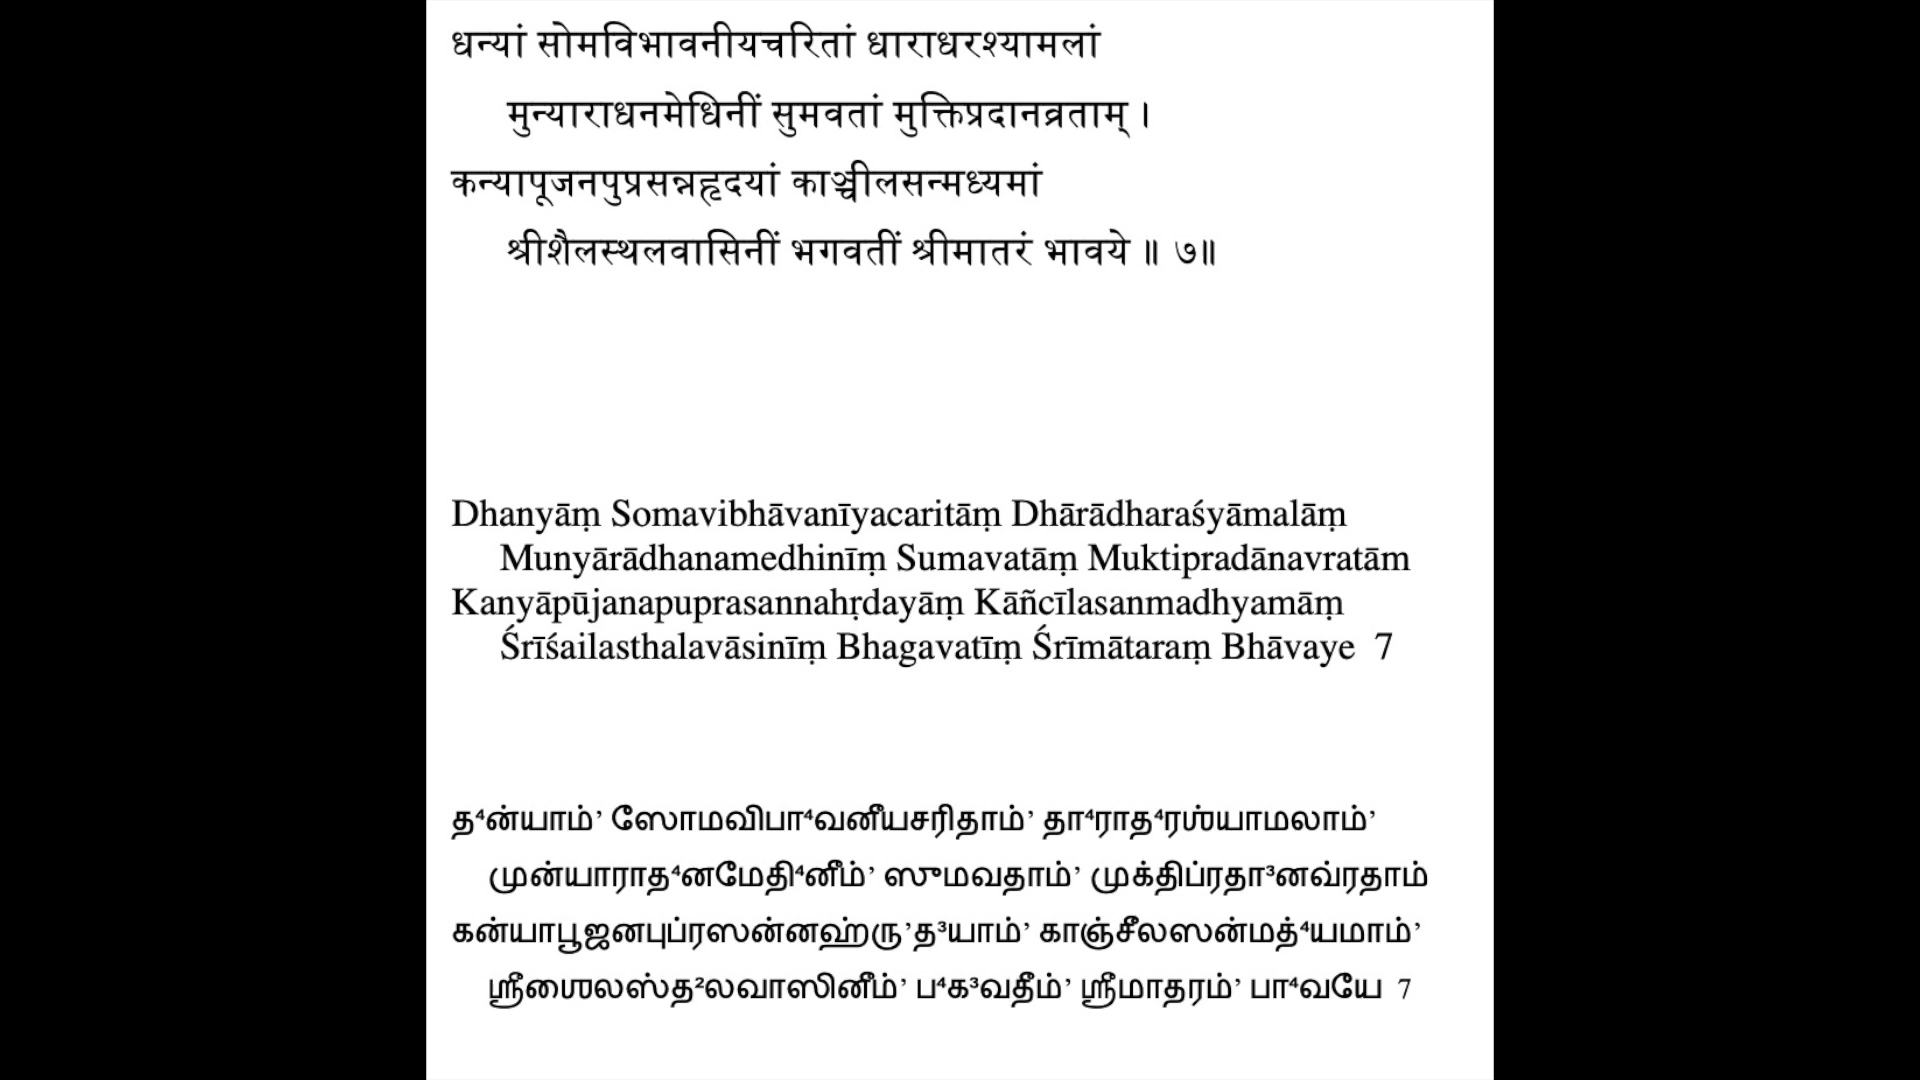 धन्यां सोमविभावनीयचरितां धाराधरश्यामलां
मुन्याराधनमेधिनीं सुमवतां मुक्तिप्रदानव्रताम् ।
कन्यापूजनपुप्रसन्नहृदयां काञ्चीलसन्मध्यमां
श्रीशैलस्थलवासिनीं भगवतीं श्रीमातरं भावये ॥ ७॥
Dhanyāṃ Somavibhāvanīyacaritāṃ Dhārādharaśyāmalāṃ
Munyārādhanamedhinīṃ Sumavatāṃ Muktipradānavratām
Kanyāpūjanapuprasannahṛdayāṃ Kāñcīlasanmadhyamāṃ
Śrīśailasthalavāsinīṃ Bhagavatīṃ Śrīmātaraṃ Bhāvaye 7
த⁴ன்யாம்ʼ ஸோமவிபா⁴வனீயசரிதாம்ʼ தா⁴ராத⁴ரஶ்யாமலாம்ʼ
முன்யாராத⁴னமேதி⁴னீம்ʼ ஸுமவதாம்ʼ முக்திப்ரதா³னவ்ரதாம்
கன்யாபூஜனபுப்ரஸன்னஹ்ருʼத³யாம்ʼ காஞ்சீலஸன்மத்⁴யமாம்ʼ
ஶ்ரீஶைலஸ்த²லவாஸினீம்ʼ ப⁴க³வதீம்ʼ ஶ்ரீமாதரம்ʼ பா⁴வயே 7